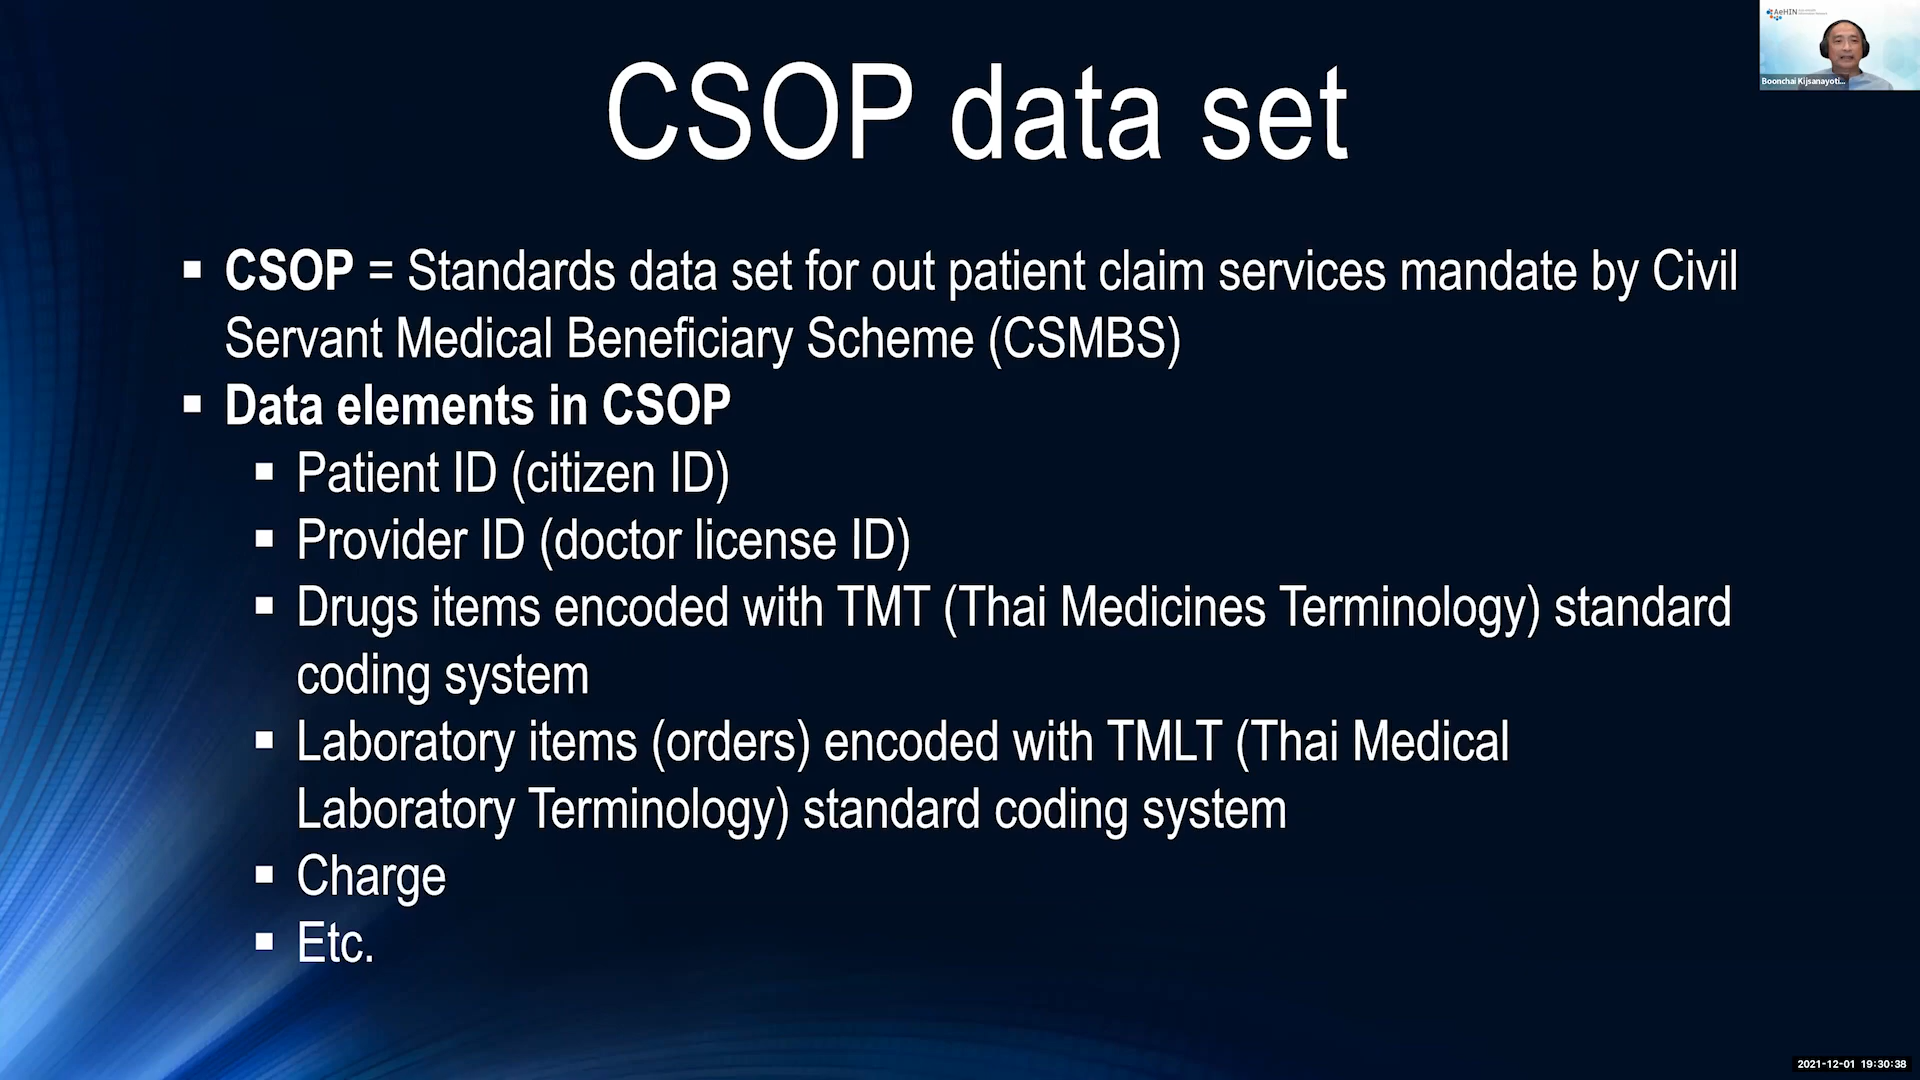 AeHIN
Boonchai Kijsanayoti...
CSOP data set
▪ CSOP = Standards data set for out patient claim services mandate by Civil
Servant Medical Beneficiary Scheme (CSMBS)
▪ Data elements in CSOP
▪ Patient ID (citizen ID)
▪ Provider ID (doctor license ID)
▪ Drugs items encoded with TMT (Thai Medicines Terminology) standard
coding system
▪ Laboratory items (orders) encoded with TMLT (Thai Medical
Laboratory Terminology) standard coding system
▪ Charge
▪ Etc.
2021-12-01 19:30:38